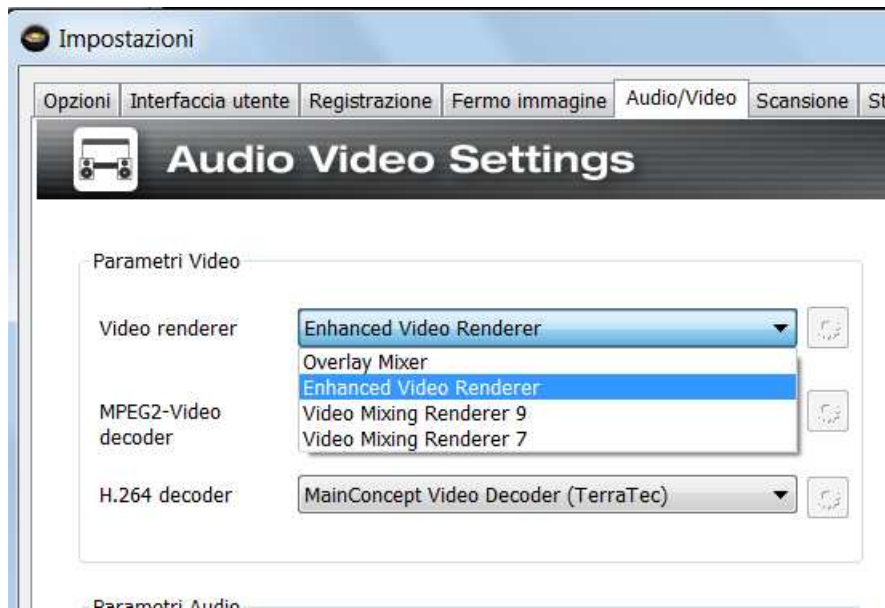 Impostazioni
Opzioni Interfaccia utente Registrazione Fermo immagine Audio/Video Scansione St
Audio Video Settings
Parametri Video
Video renderer Enhanced Video Renderer
Overlay Mixer
Enhanced Video Renderer
MPEG2-Video
decoder
Video Mixing Renderer 9
Video Mixing Renderer 7
H.264 decoder MainConcept Video Decoder (TerraTec)
Parametri Audio